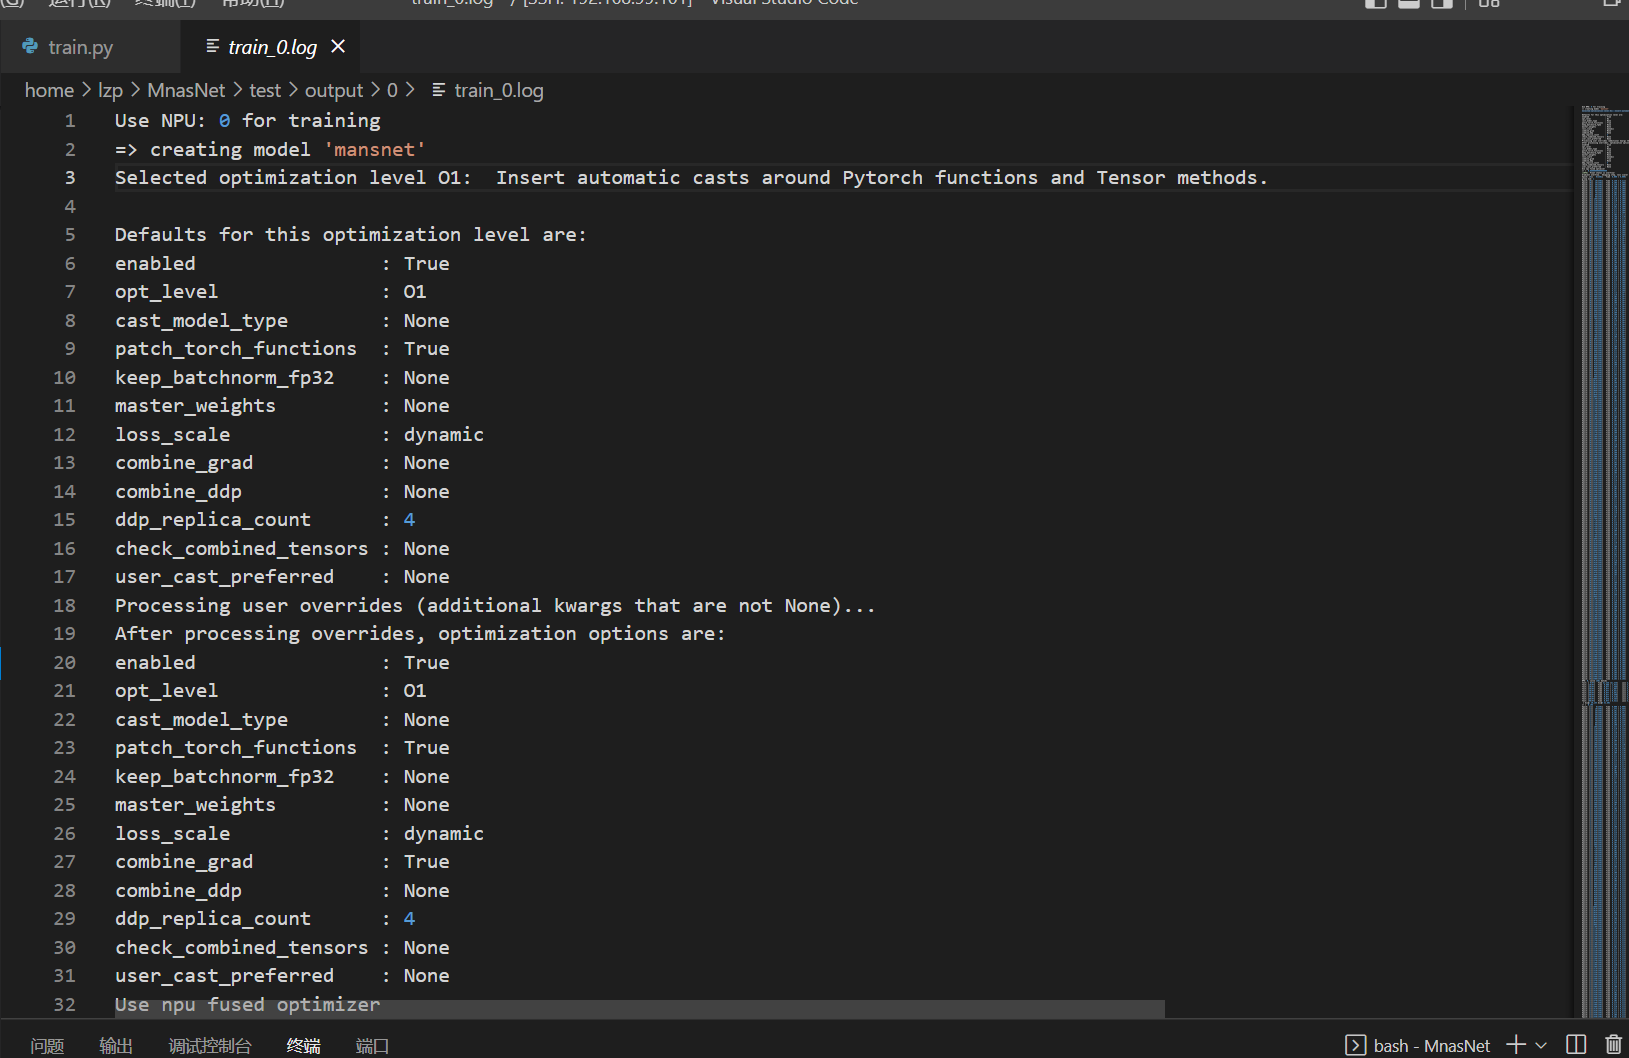 运行(R) 终端(T) 帮助(H)
train_0.log - / [SSH: 192.168.99.101] - Visual Studio Code
train.py
train_0.log
home > lzp > MnasNet > test > output > 0 > train_0.log
1 Use NPU: 0 for training
2 => creating model 'mansnet'
3 Selected optimization level O1:  Insert automatic casts around Pytorch functions and Tensor methods.
4
5 Defaults for this optimization level are:
6 enabled                : True
7 opt_level              : O1
8 cast_model_type        : None
9 patch_torch_functions  : True
10 keep_batchnorm_fp32    : None
11 master_weights         : None
12 loss_scale             : dynamic
13 combine_grad           : None
14 combine_ddp            : None
15 ddp_replica_count      : 4
16 check_combined_tensors : None
17 user_cast_preferred    : None
18 Processing user overrides (additional kwargs that are not None)...
19 After processing overrides, optimization options are:
20 enabled                : True
21 opt_level              : O1
22 cast_model_type        : None
23 patch_torch_functions  : True
24 keep_batchnorm_fp32    : None
25 master_weights         : None
26 loss_scale             : dynamic
27 combine_grad           : True
28 combine_ddp            : None
29 ddp_replica_count      : 4
30 check_combined_tensors : None
31 user_cast_preferred    : None
32 Use npu fused optimizer
问题 输出 调试控制台 终端 端口
bash - MnasNet